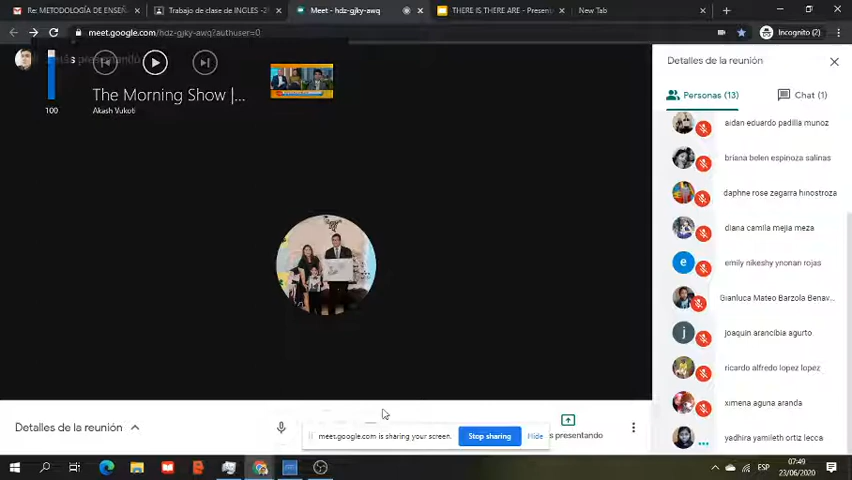 Re: METODOLOGÍA DE ENSEÑ
Trabajo de clase de INGLES -2
Meet - hdz-gjky-awq
THERE IS THERE ARE - Present
New Tab
meet.google.com/hdz-gjky-awq?authuser=0
Incognito (2)
presentando
The Morning Show |...
Akash Vukoti
100
Detalles de la reunión
Personas (13)
Chat (1)
aidan eduardo padilla munoz
briana belen espinoza salinas
daphne rose zegarra hinostroza
diana camila mejia meza
e
emily nikeshy ynonan rojas
Gianluca Mateo Barzola Benav...
j
joaquin arancibia agurto
ricardo alfredo lopez lopez
ximena aguna aranda
yadhira yamileth ortiz lecca
Detalles de la reunión
meet.google.com is sharing your screen.
Stop sharing
Hide
s presentando
ESP
07:49
23/06/2020